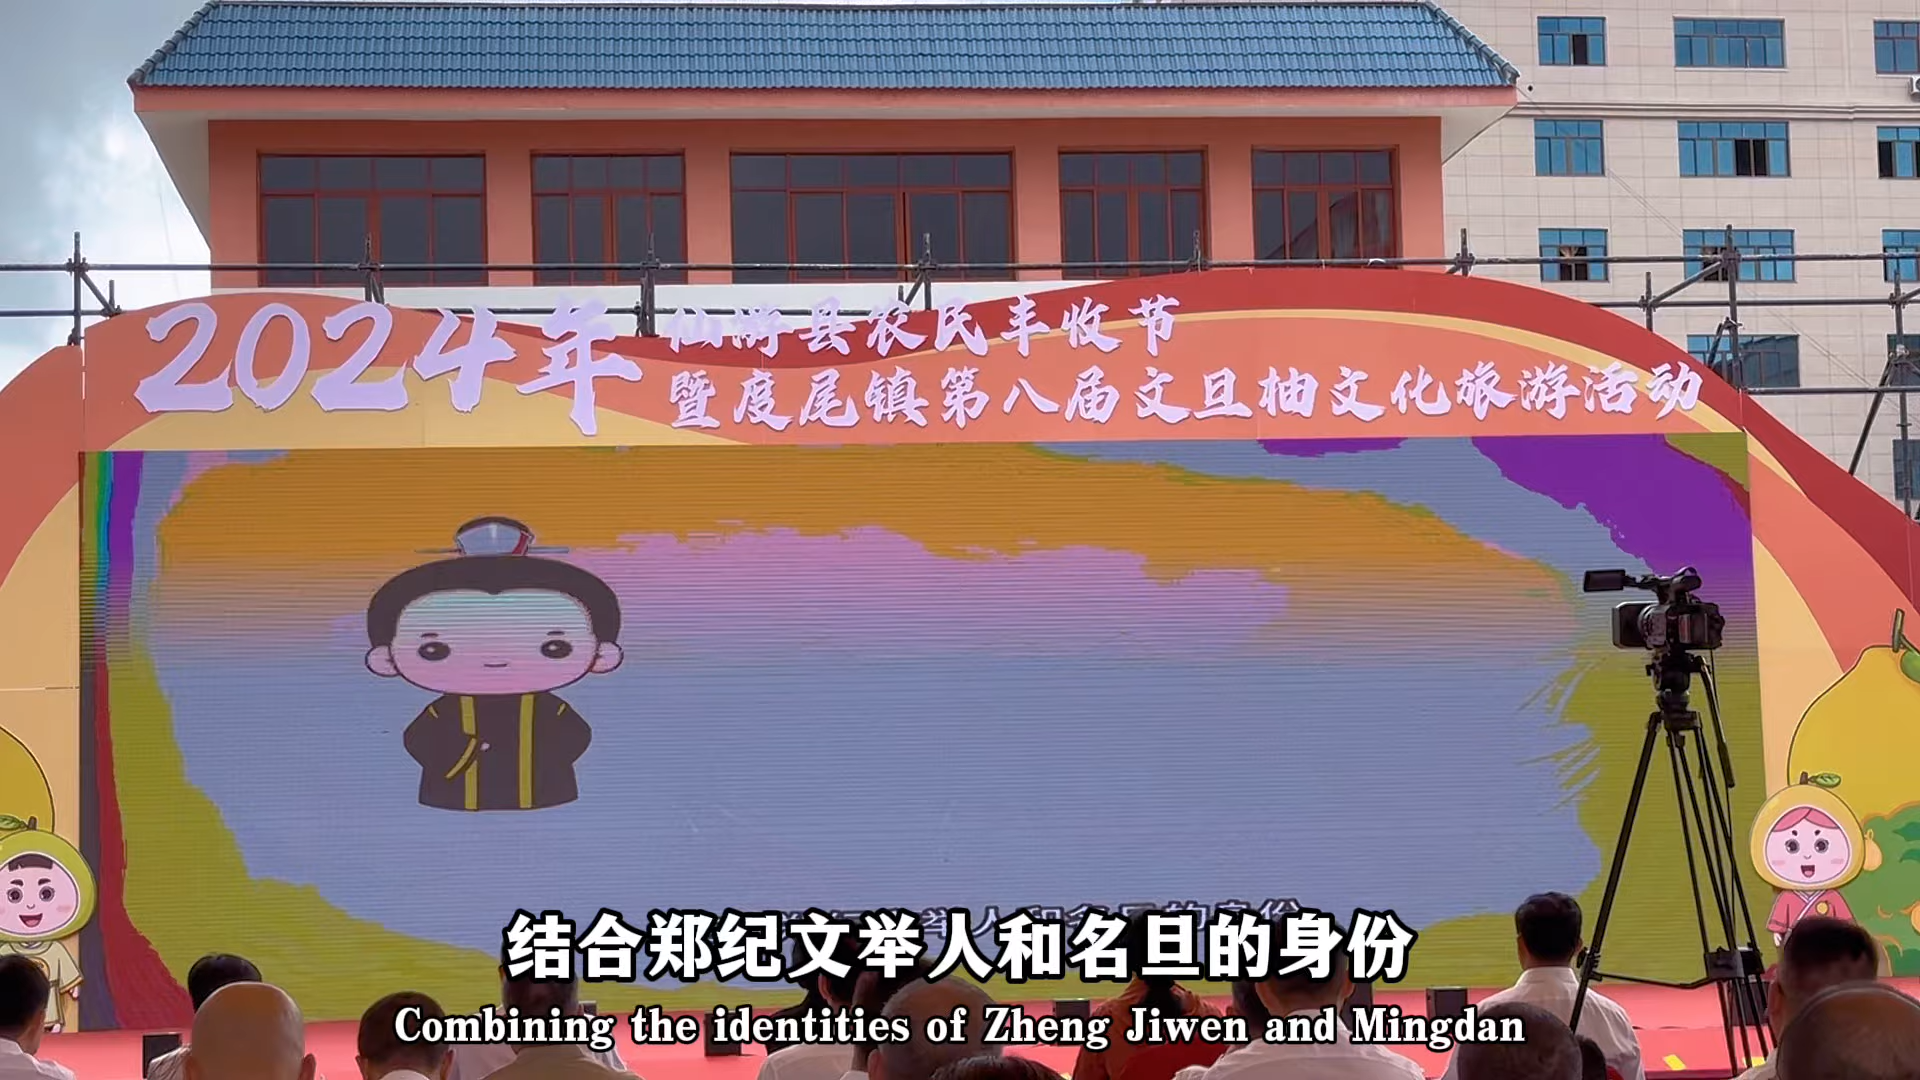 2024年
仙游县农民丰收节
暨度尾镇第八届文旦柚文化旅游活动
结合郑纪文举人和名旦的身份
Combining the identities of Zheng Jiwen and Mingdan